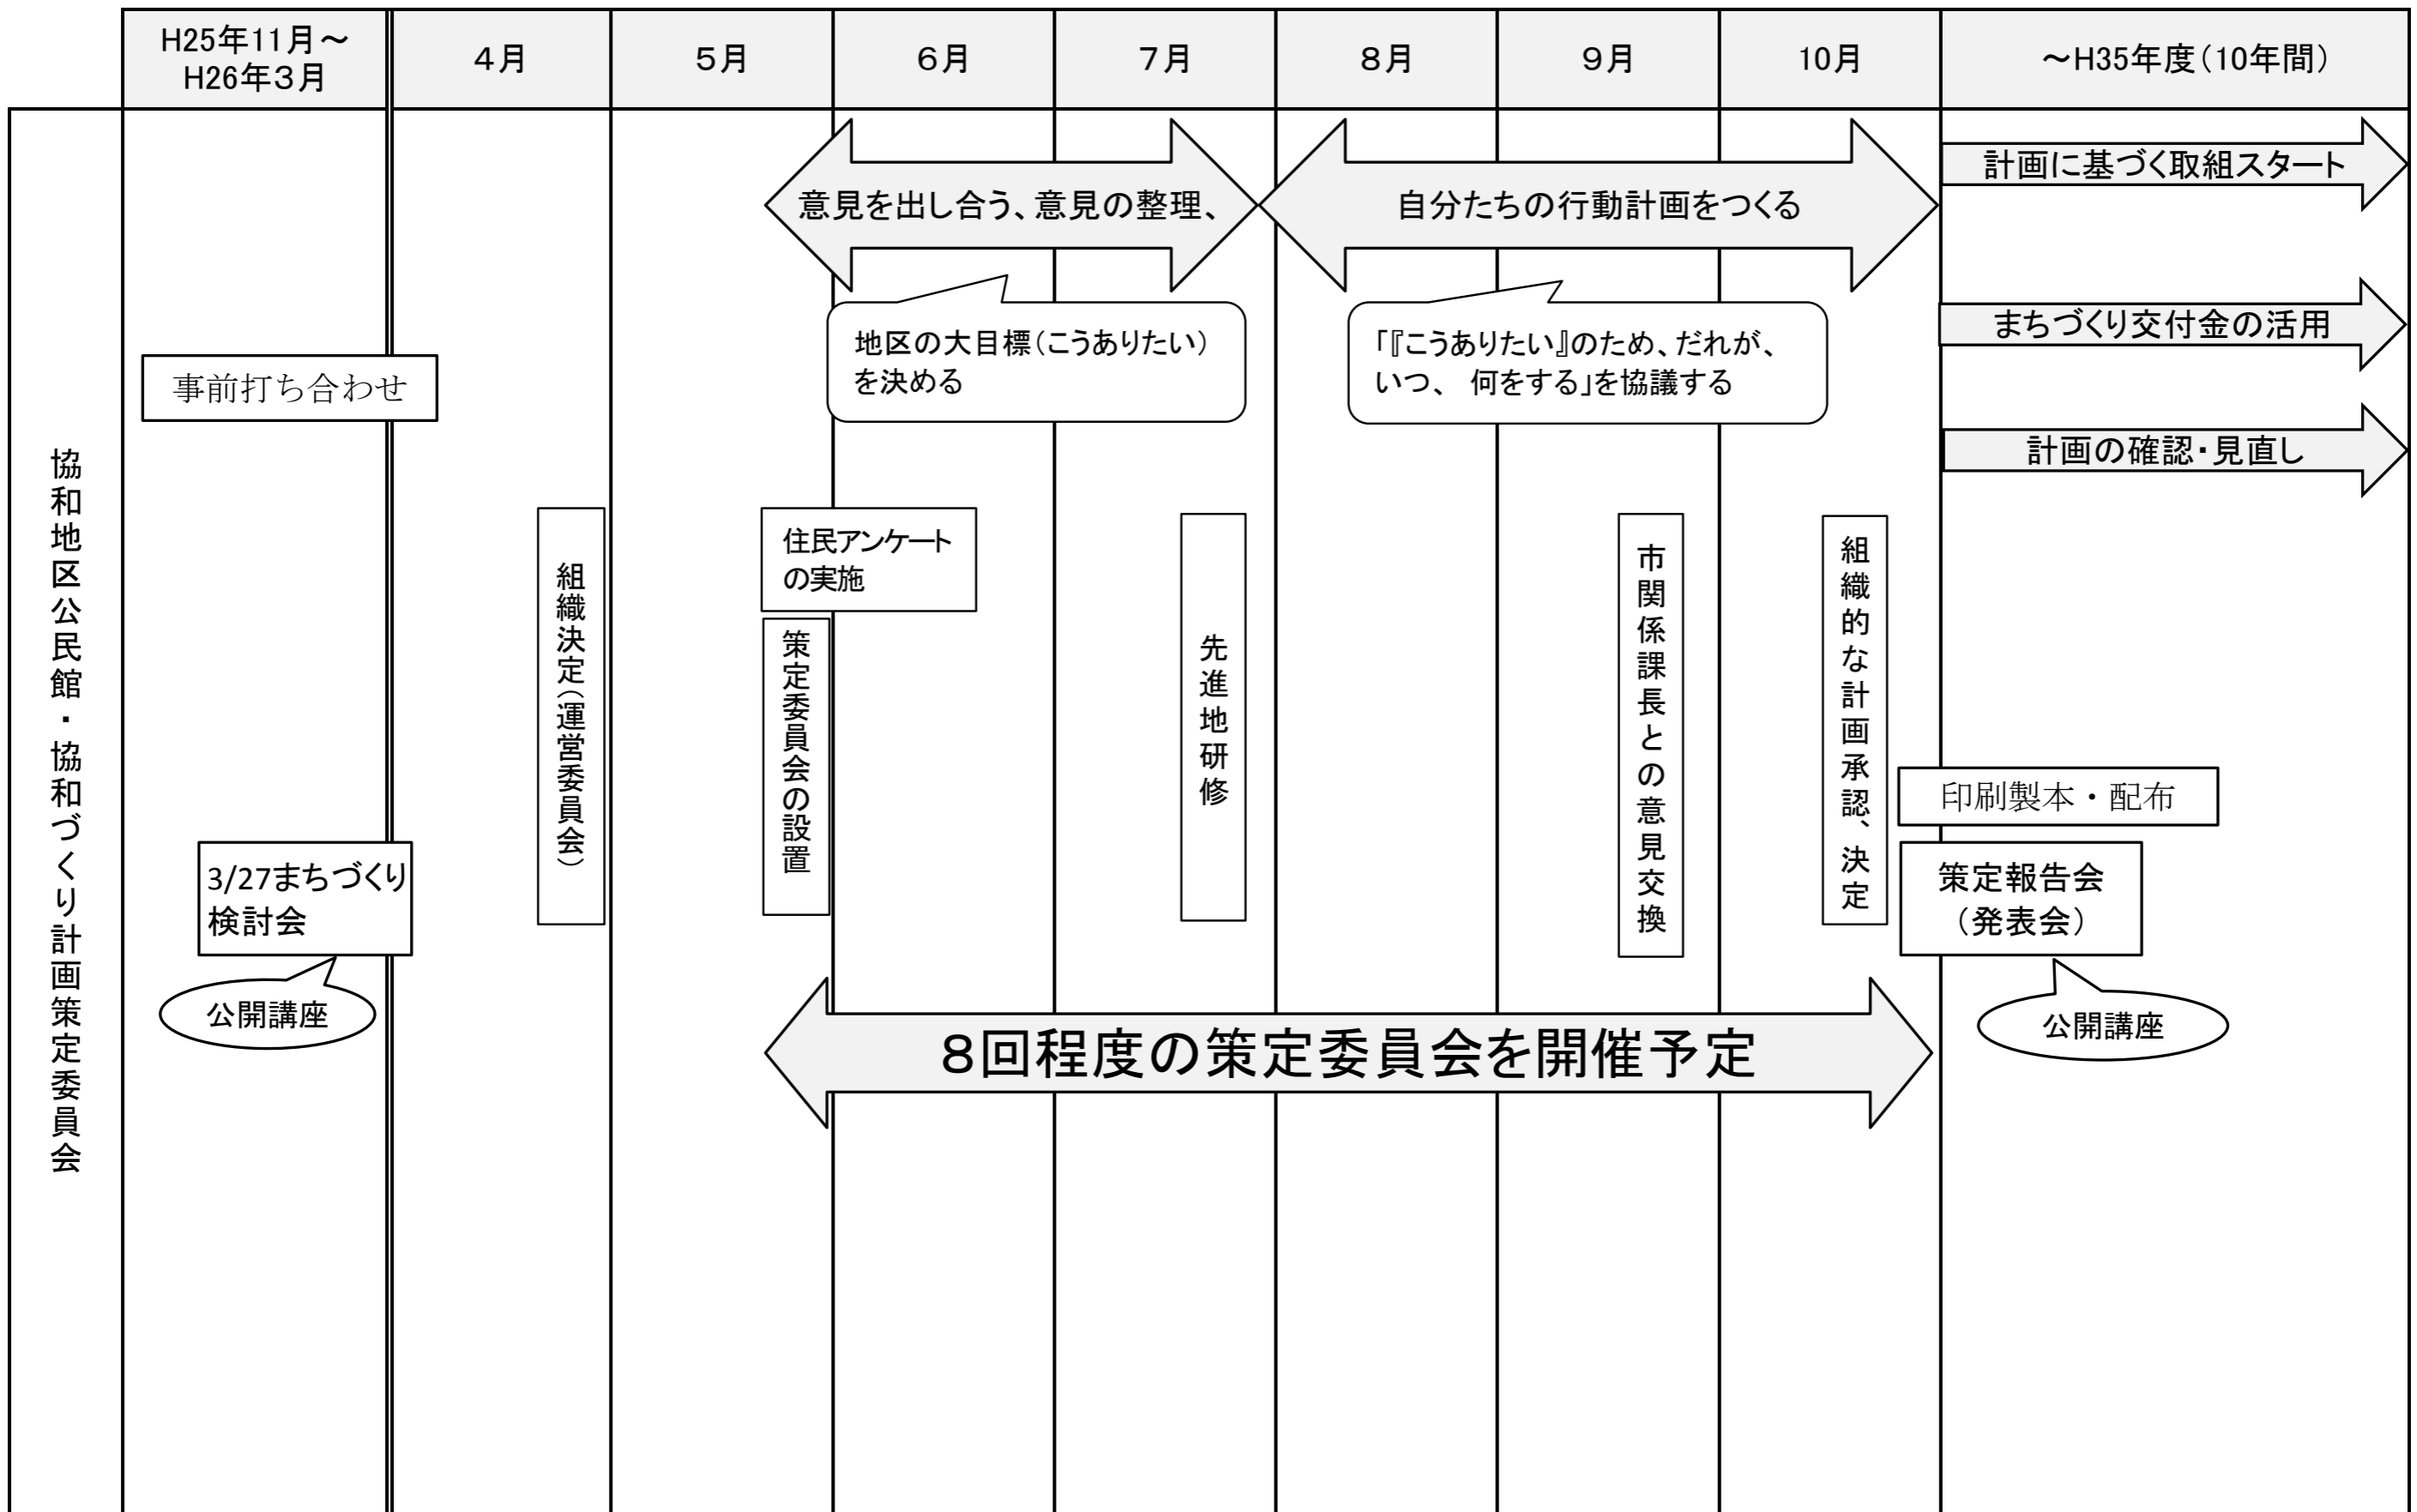 H25年11月～
H26年３月
４月
５月
６月
７月
８月
９月
10月
～H35年度（10年間）
協和地区公民館・協和づくり計画策定委員会
意見を出し合う、意見の整理、
自分たちの行動計画をつくる
計画に基づく取組スタート
まちづくり交付金の活用
計画の確認・見直し
地区の大目標（こうありたい）
を決める
「『こうありたい』のため、だれが、
いつ、 何をする」を協議する
事前打ち合わせ
組織決定（運営委員会）
住民アンケート
の実施
策定委員会の設置
先進地研修
市関係課長との意見交換
組織的な計画承認、決定
印刷製本・配布
3/27まちづくり
検討会
策定報告会
（発表会）
公開講座
公開講座
８回程度の策定委員会を開催予定